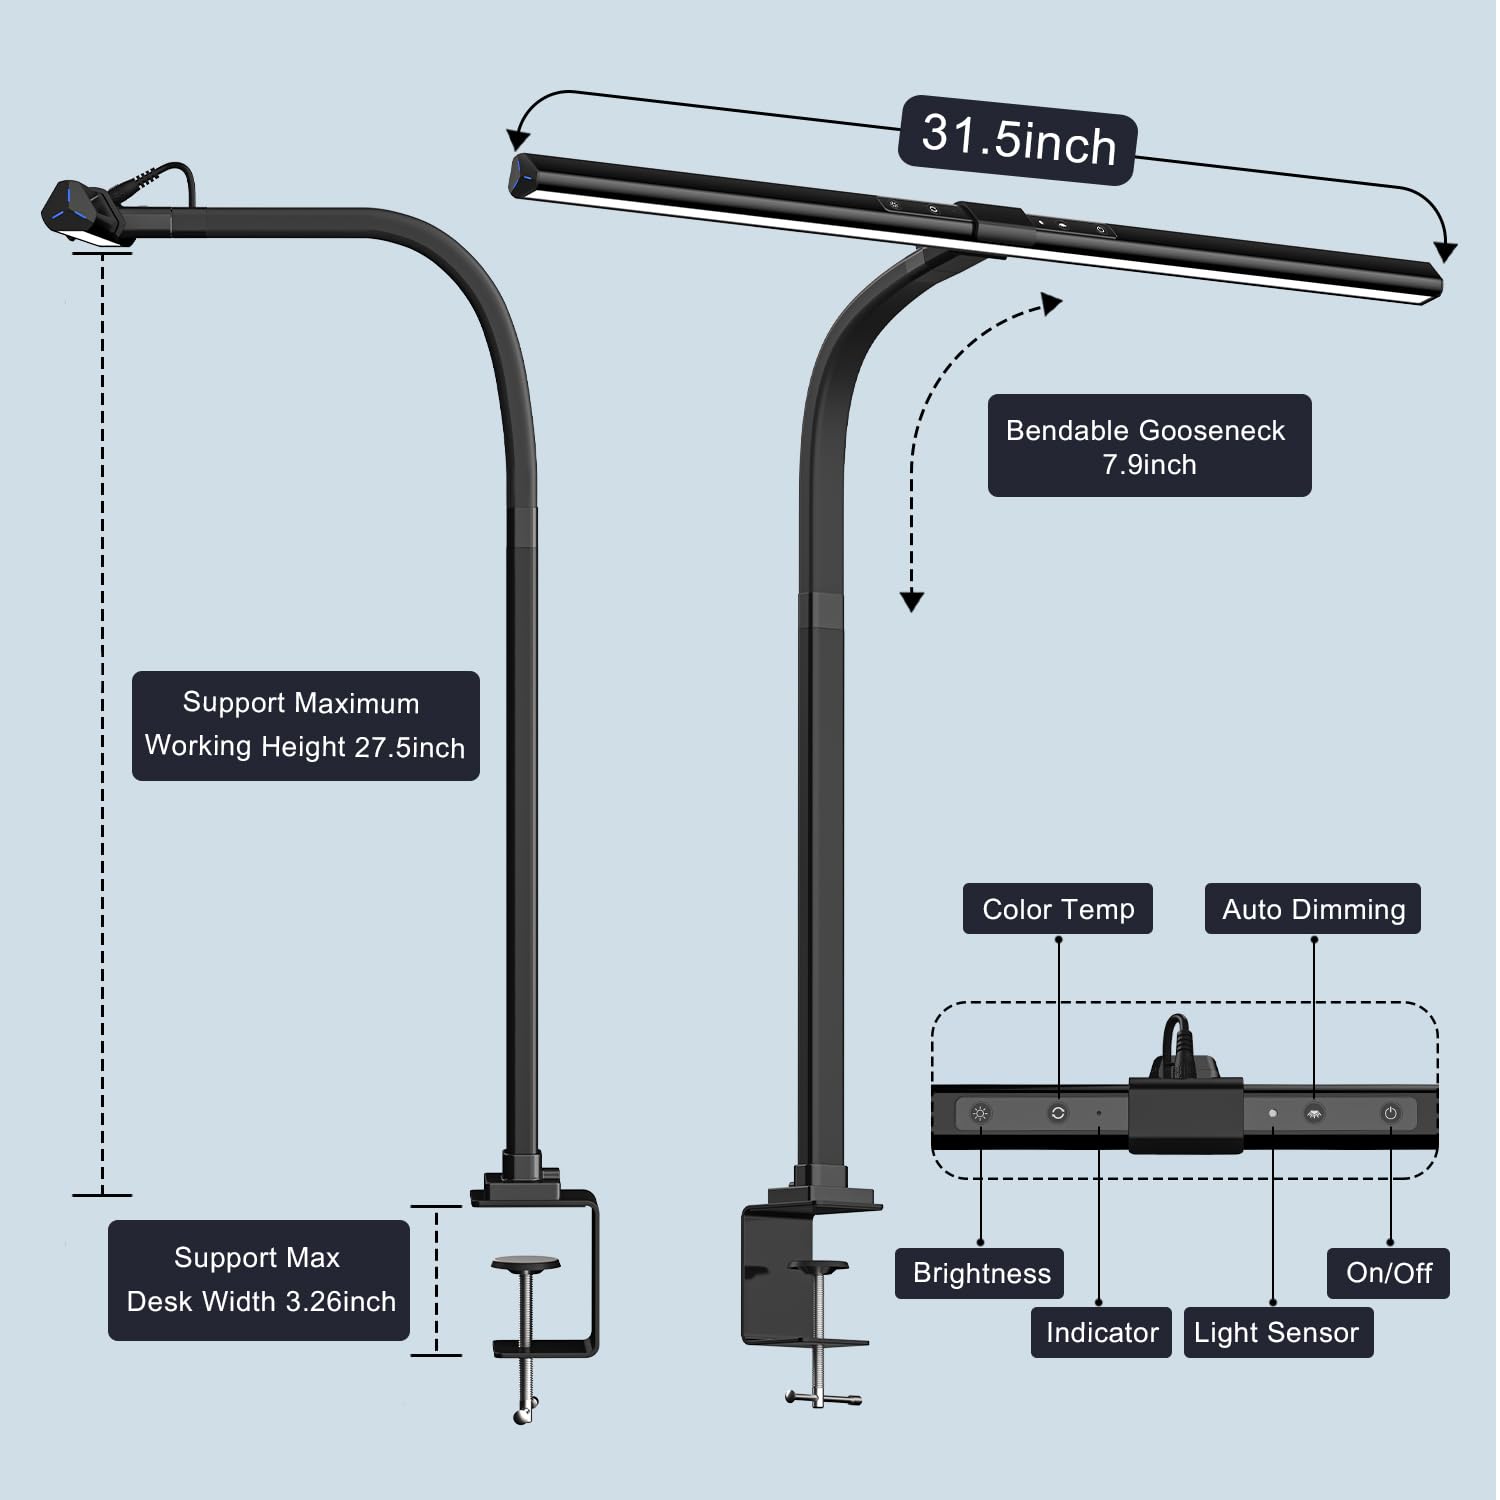 31.5inch
Bendable Gooseneck
7.9inch
Support Maximum
Working Height 27.5inch
Color Temp
Auto Dimming
Support Max
Desk Width 3.26inch
Brightness
On/Off
Indicator
Light Sensor